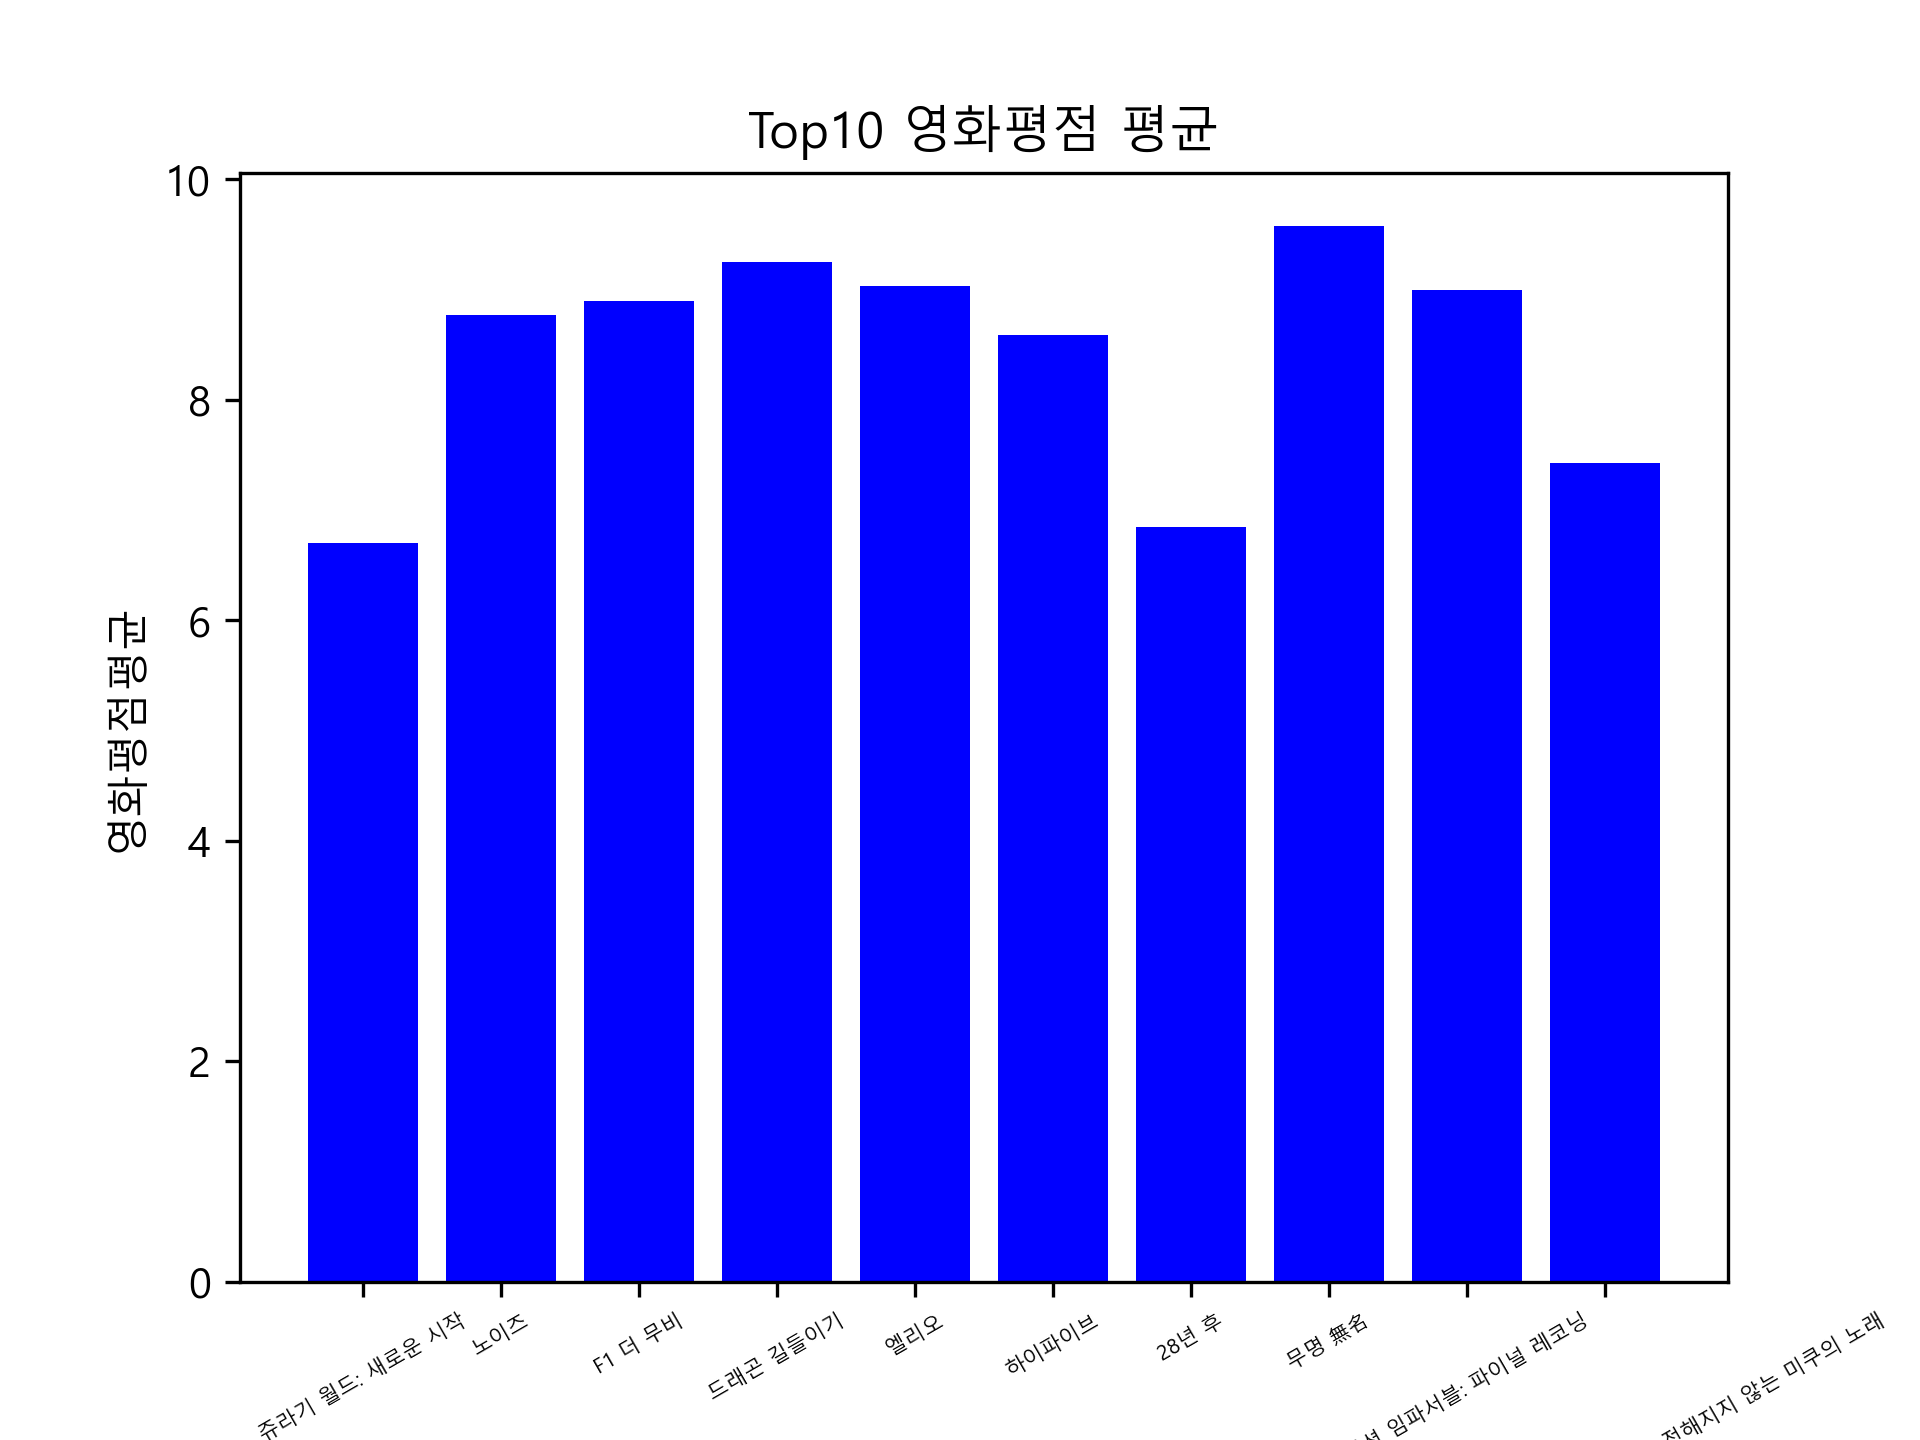 Top10 영화평점 평균
영화평점평균
10
8
6
4
2
0
쥬라기 월드: 새로운 시작
노이즈
F1 더 무비
드래곤 길들이기
엘리오
하이파이브
28년 후
무명 無名
임파서블: 파이널 레코닝
전해지지 않는 미쿠의 노래